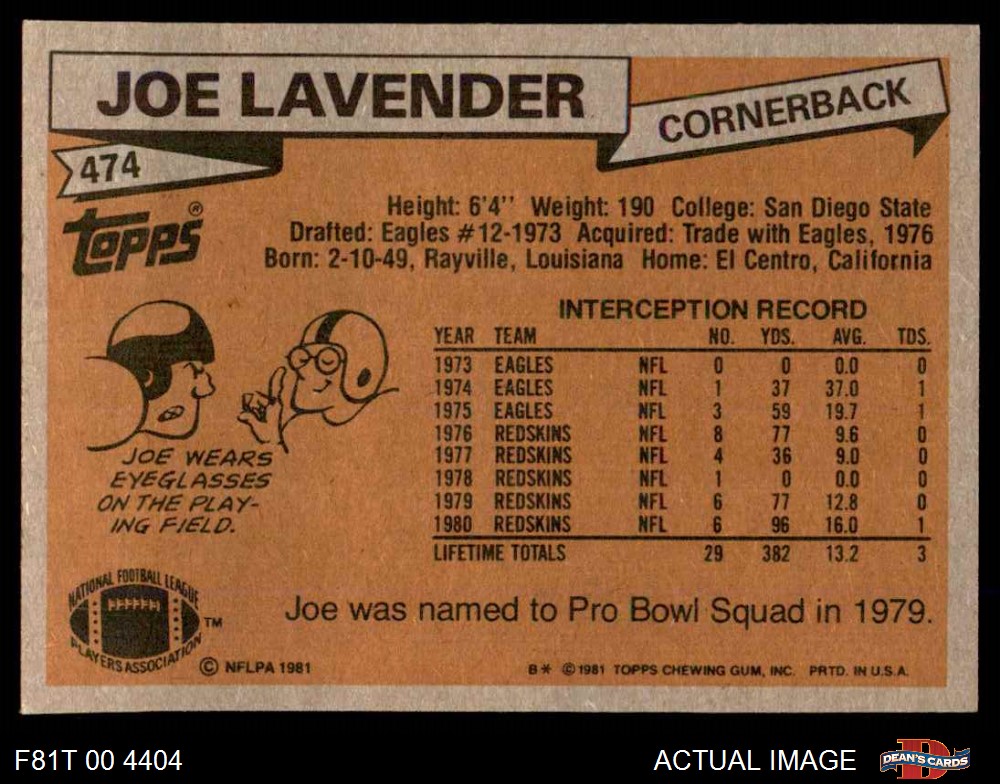 JOE LAVENDER
CORNERBACK
474
topps®
Height: 6'4'' Weight: 190 College: San Diego State
Drafted: Eagles #12-1973 Acquired: Trade with Eagles, 1976
Born: 2-10-49, Rayville, Louisiana Home: El Centro, California
JOE WEARS
EYEGLASSES
ON THE PLAY-
ING FIELD.
INTERCEPTION RECORD
YEAR TEAM NO. YDS. AVG. TDS.
1973 EAGLES NFL 0 0 0.0 0
1974 EAGLES NFL 1 37 37.0 1
1975 EAGLES NFL 3 59 19.7 1
1976 REDSKINS NFL 8 77 9.6 0
1977 REDSKINS NFL 4 36 9.0 0
1978 REDSKINS NFL 1 0 0.0 0
1979 REDSKINS NFL 6 77 12.8 0
1980 REDSKINS NFL 6 96 16.0 1
LIFETIME TOTALS 29 382 13.2 3
NATIONAL FOOTBALL LEAGUE
PLAYERS ASSOCIATION
TM
Joe was named to Pro Bowl Squad in 1979.
© NFLPA 1981
B* © 1981 TOPPS CHEWING GUM, INC. PRTD. IN U.S.A.
F81T 00 4404
ACTUAL IMAGE
D
DEAN'S CARDS